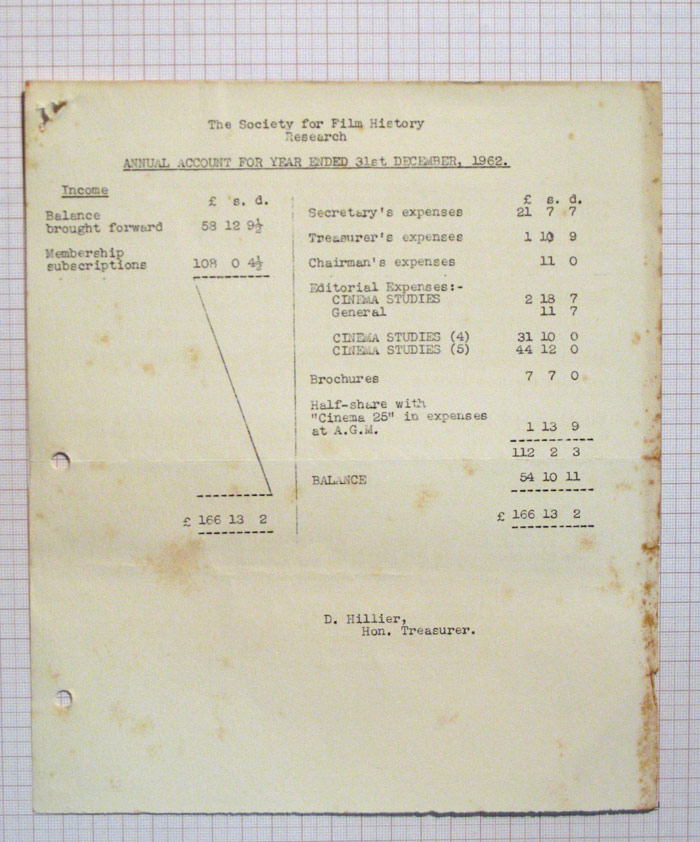 The Society for Film History
Research
ANNUAL ACCOUNT FOR YEAR ENDED 31st DECEMBER, 1962.
Income
£ s. d.
Balance
brought forward 58 12 9½
Membership
subscriptions 108 0 4½
£ 166 13 2
£ s. d.
Secretary's expenses 21 7 7
Treasurer's expenses 1 10 9
Chairman's expenses 11 0
Editorial Expenses:-
CINEMA STUDIES 2 18 7
General 11 7
CINEMA STUDIES (4) 31 10 0
CINEMA STUDIES (5) 44 12 0
Brochures 7 7 0
Half-share with
"Cinema 25" in expenses
at A.G.M. 1 13 9
112 2 3
BALANCE 54 10 11
£ 166 13 2
D. Hillier,
Hon. Treasurer.